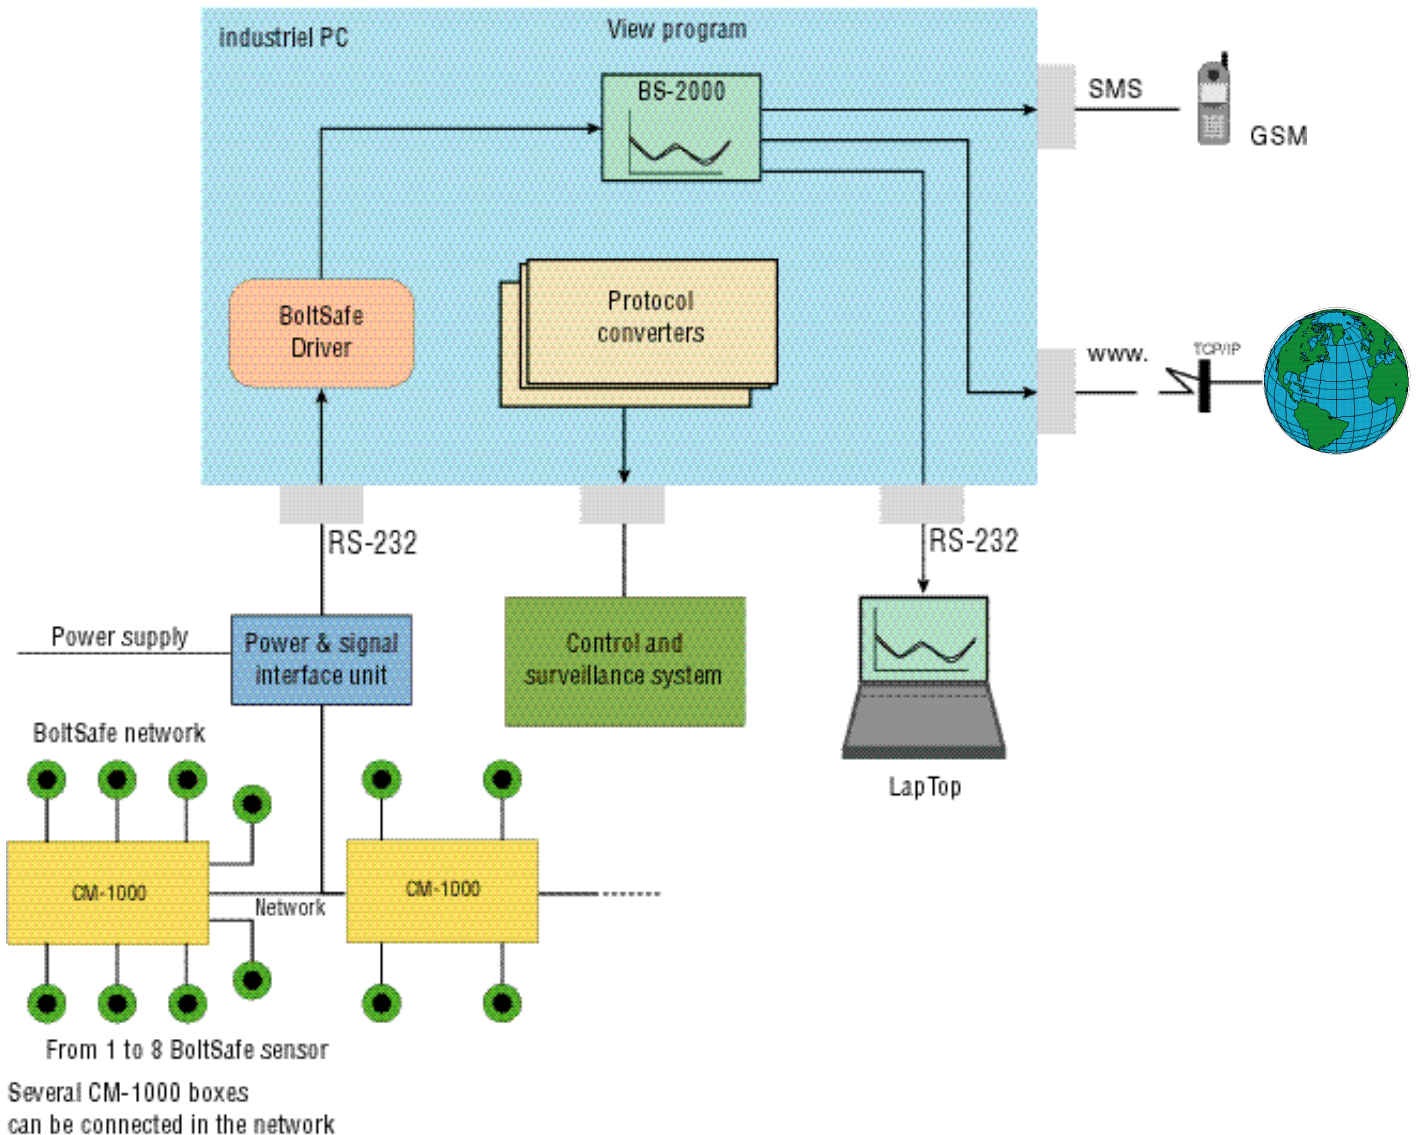 industriel PC
View program
BS-2000
SMS
GSM
BoltSafe
Driver
Protocol
converters
www.
TCP/IP
RS-232
RS-232
Power supply
Power & signal
interface unit
Control and
surveillance system
LapTop
BoltSafe network
CM-1000
CM-1000
Network
From 1 to 8 BoltSafe sensor
Several CM-1000 boxes
can be connected in the network